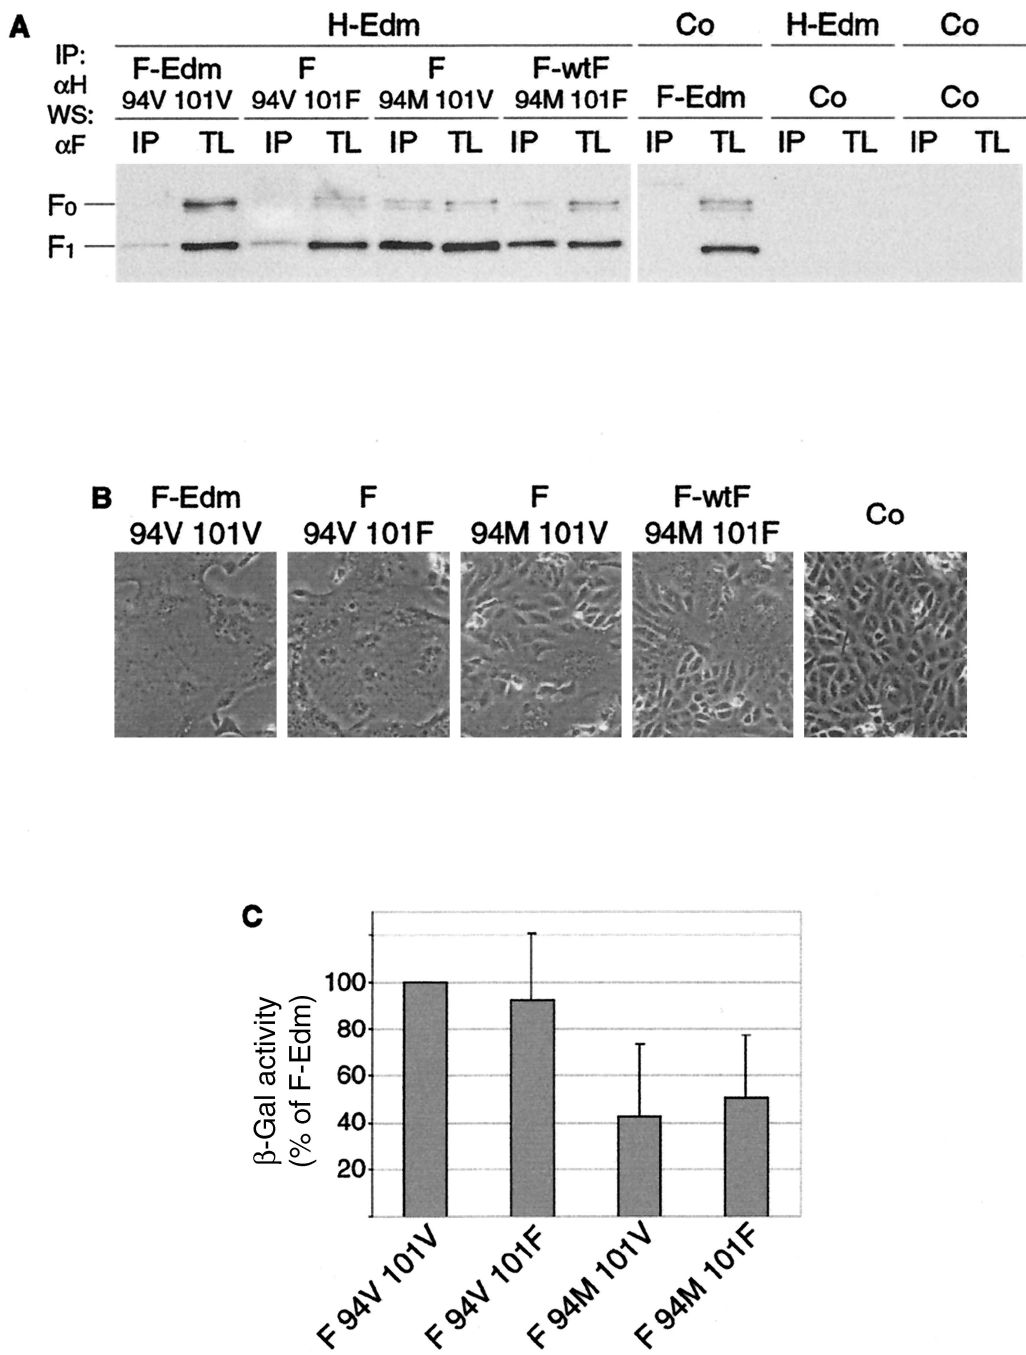 A
H-Edm Co H-Edm Co
IP:
αH
WS:
αF
F-Edm F F F-wtF
94V 101V 94V 101F 94M 101V 94M 101F
F-Edm Co Co
IP TL IP TL IP TL IP TL IP TL IP TL IP TL
F0
F1
B
F-Edm F F F-wtF Co
94V 101V 94V 101F 94M 101V 94M 101F
C
β-Gal activity
(% of F-Edm)
100
80
60
40
20
F 94V 101V
F 94V 101F
F 94M 101V
F 94M 101F